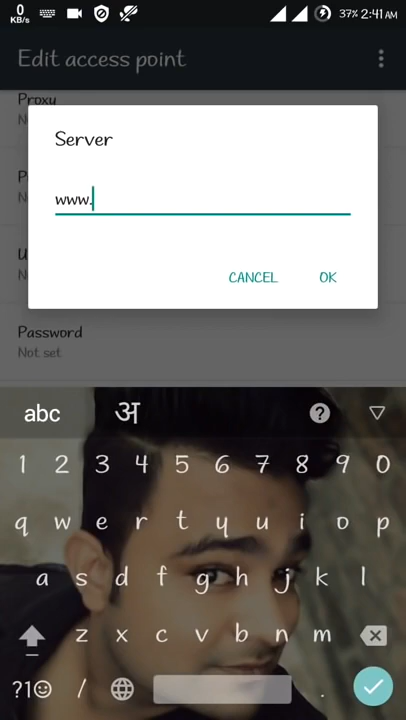 0
KB/s
37% 2:41 AM
Edit access point
Proxy
Server
www.
CANCEL OK
Password
Not set
abc अ ?
1 2 3 4 5 6 7 8 9 0
q w e r t y u i o p
a s d f g h j k l
z x c v b n m
?1☺ / .